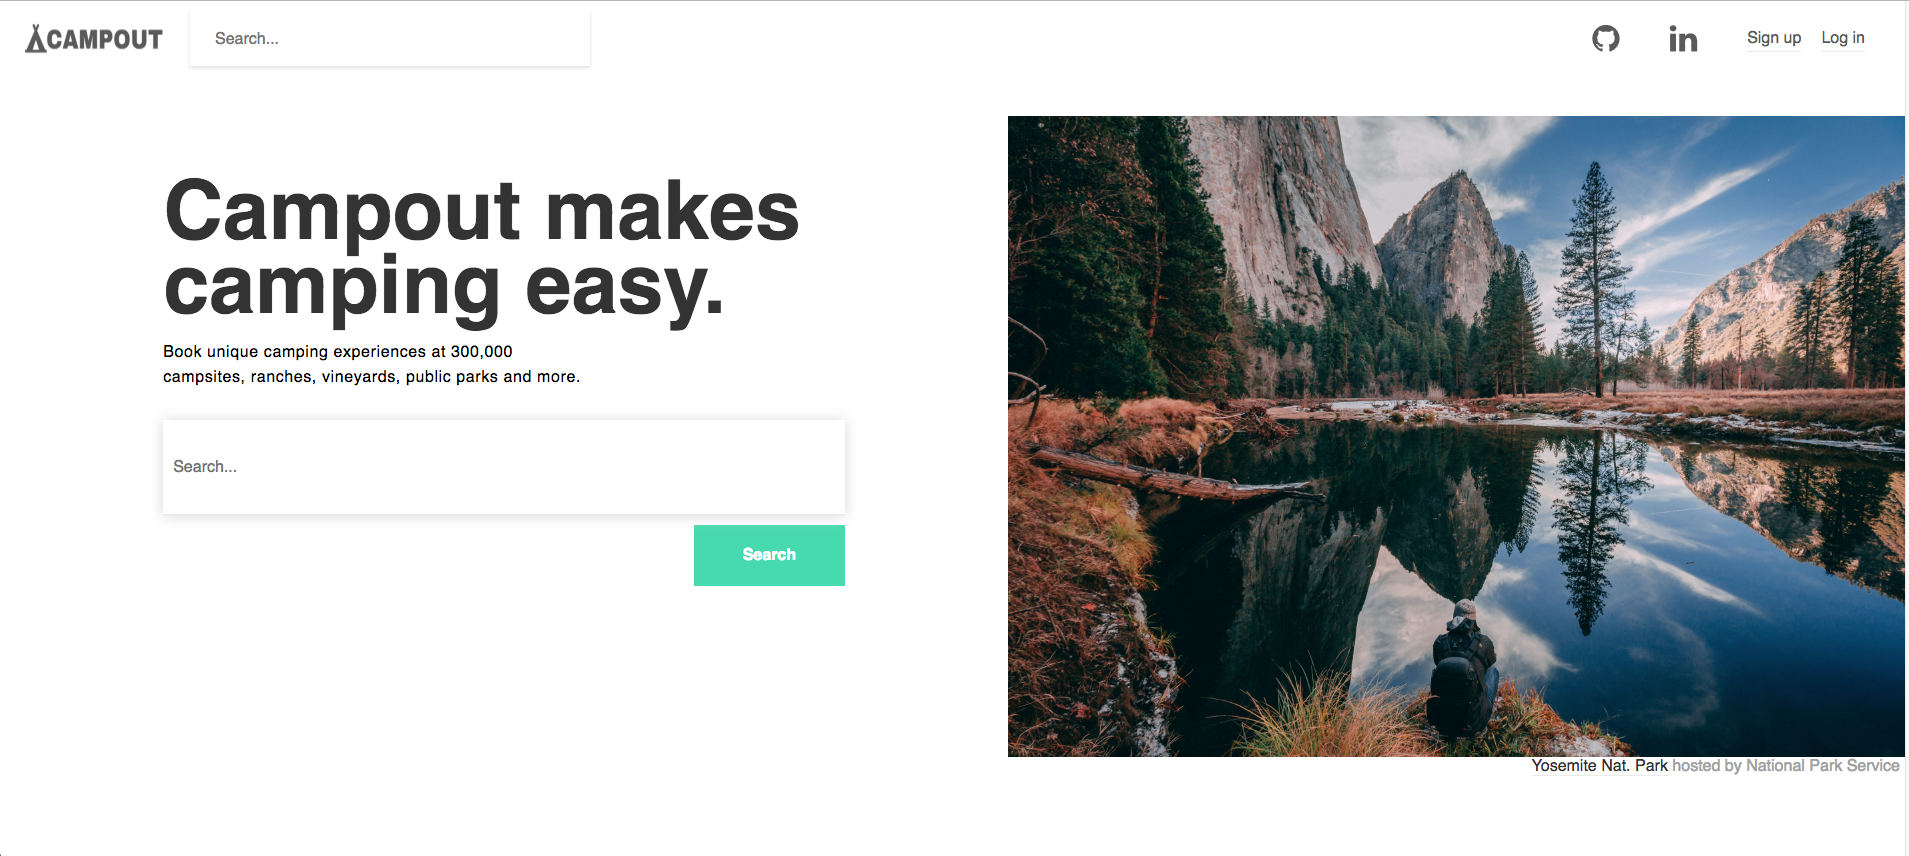 CAMPOUT
Search...
in
Sign up
Log in
Campout makes
camping easy.
Book unique camping experiences at 300,000
campsites, ranches, vineyards, public parks and more.
Search...
Search
Yosemite Nat. Park hosted by National Park Service